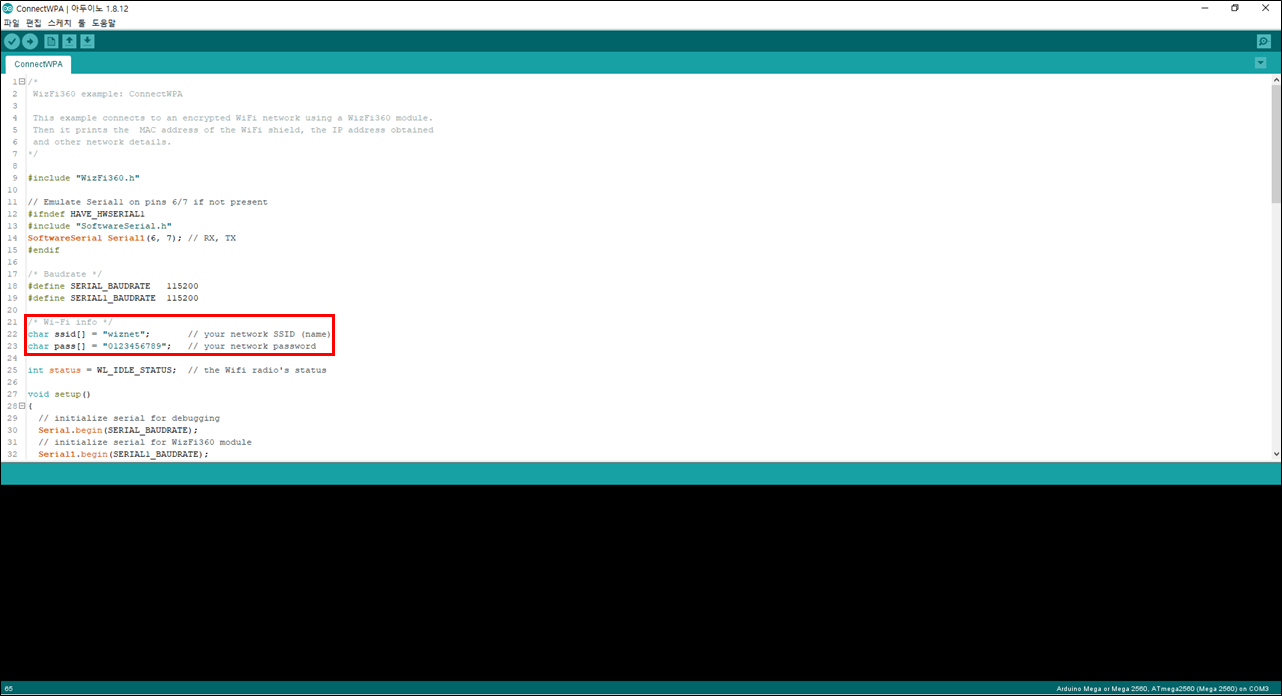 ConnectWPA | 아두이노 1.8.12
파일 편집 스케치 툴 도움말
ConnectWPA
1 /*
2 WizFi360 example: ConnectWPA
3
4 This example connects to an encrypted WiFi network using a WizFi360 module.
5 Then it prints the  MAC address of the WiFi shield, the IP address obtained
6 and other network details.
7 */
8
9 #include "WizFi360.h"
10
11 // Emulate Serial1 on pins 6/7 if not present
12 #ifndef HAVE_HWSERIAL1
13 #include "SoftwareSerial.h"
14 SoftwareSerial Serial1(6, 7); // RX, TX
15 #endif
16
17 /* Baudrate */
18 #define SERIAL_BAUDRATE   115200
19 #define SERIAL1_BAUDRATE  115200
20
21 /* Wi-Fi info */
22 char ssid[] = "wiznet";       // your network SSID (name)
23 char pass[] = "0123456789";   // your network password
24
25 int status = WL_IDLE_STATUS;  // the Wifi radio's status
26
27 void setup()
28 {
29   // initialize serial for debugging
30   Serial.begin(SERIAL_BAUDRATE);
31   // initialize serial for WizFi360 module
32   Serial1.begin(SERIAL1_BAUDRATE);
65 Arduino Mega or Mega 2560, ATmega2560 (Mega 2560) on COM3